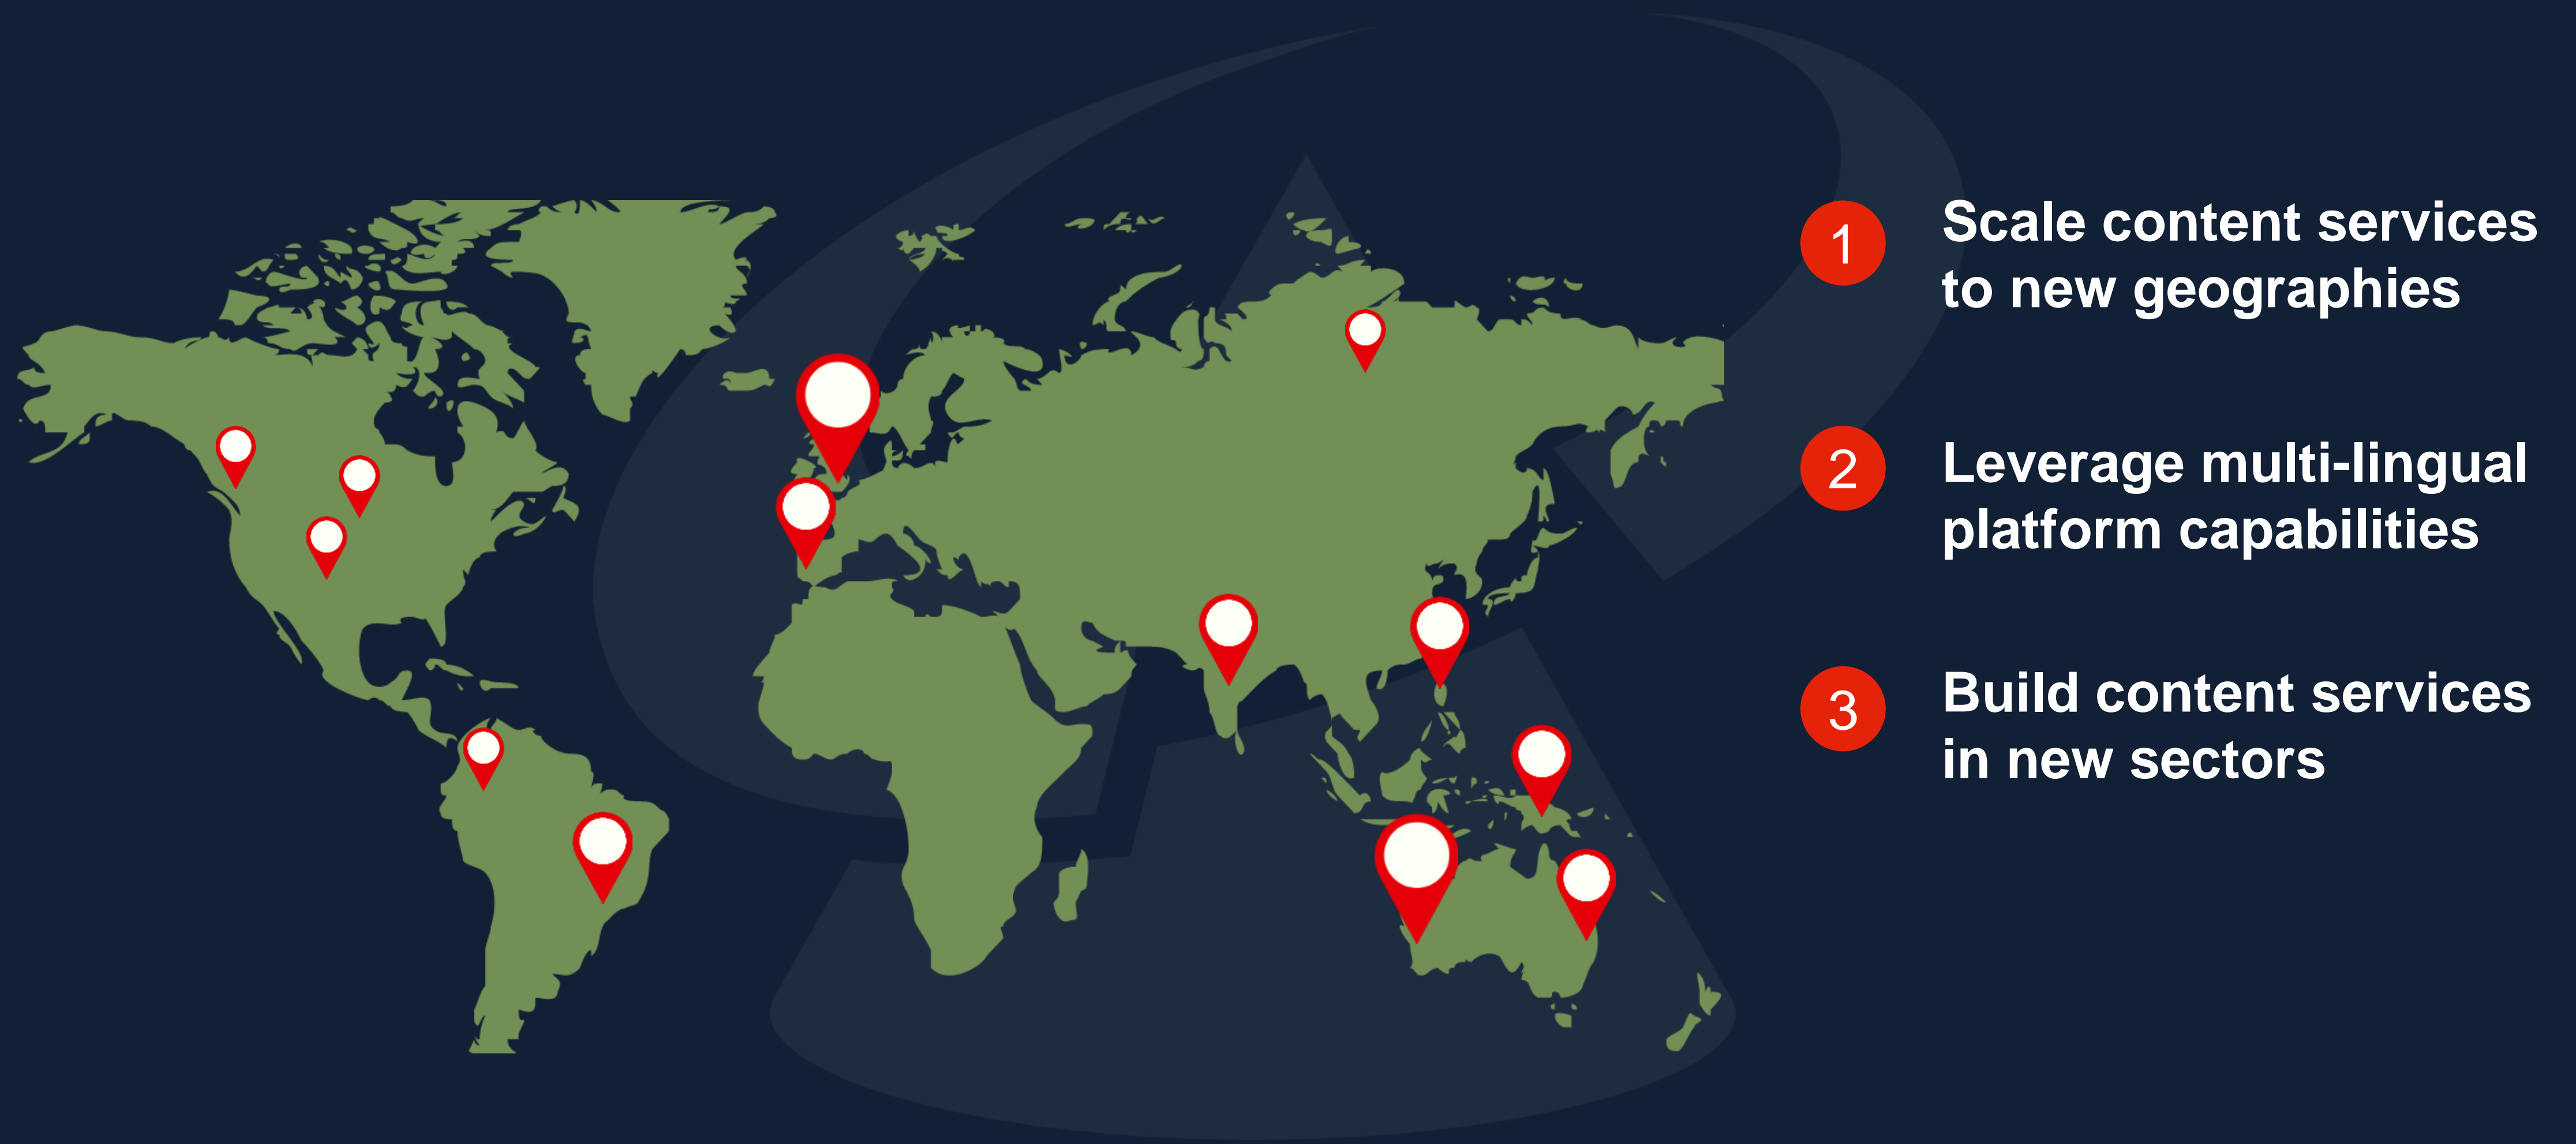 1
Scale content services
to new geographies
2
Leverage multi-lingual
platform capabilities
3
Build content services
in new sectors